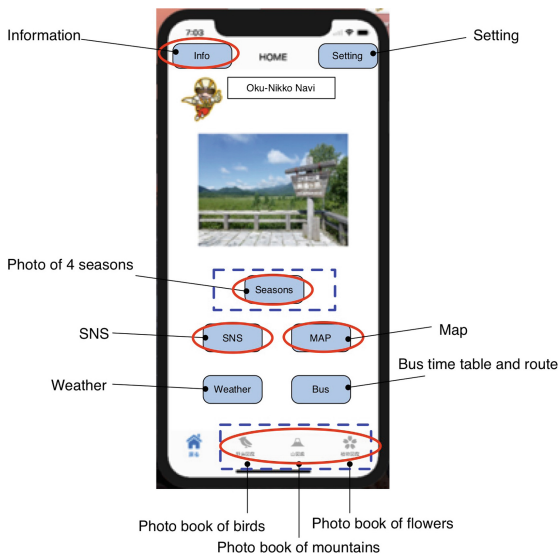 7:03
Information
Info
HOME
Setting
Setting
Oku-Nikko Navi
Photo of 4 seasons
Seasons
SNS
SNS
MAP
Map
Weather
Weather
Bus
Bus time table and route
Photo book of birds
Photo book of flowers
Photo book of mountains